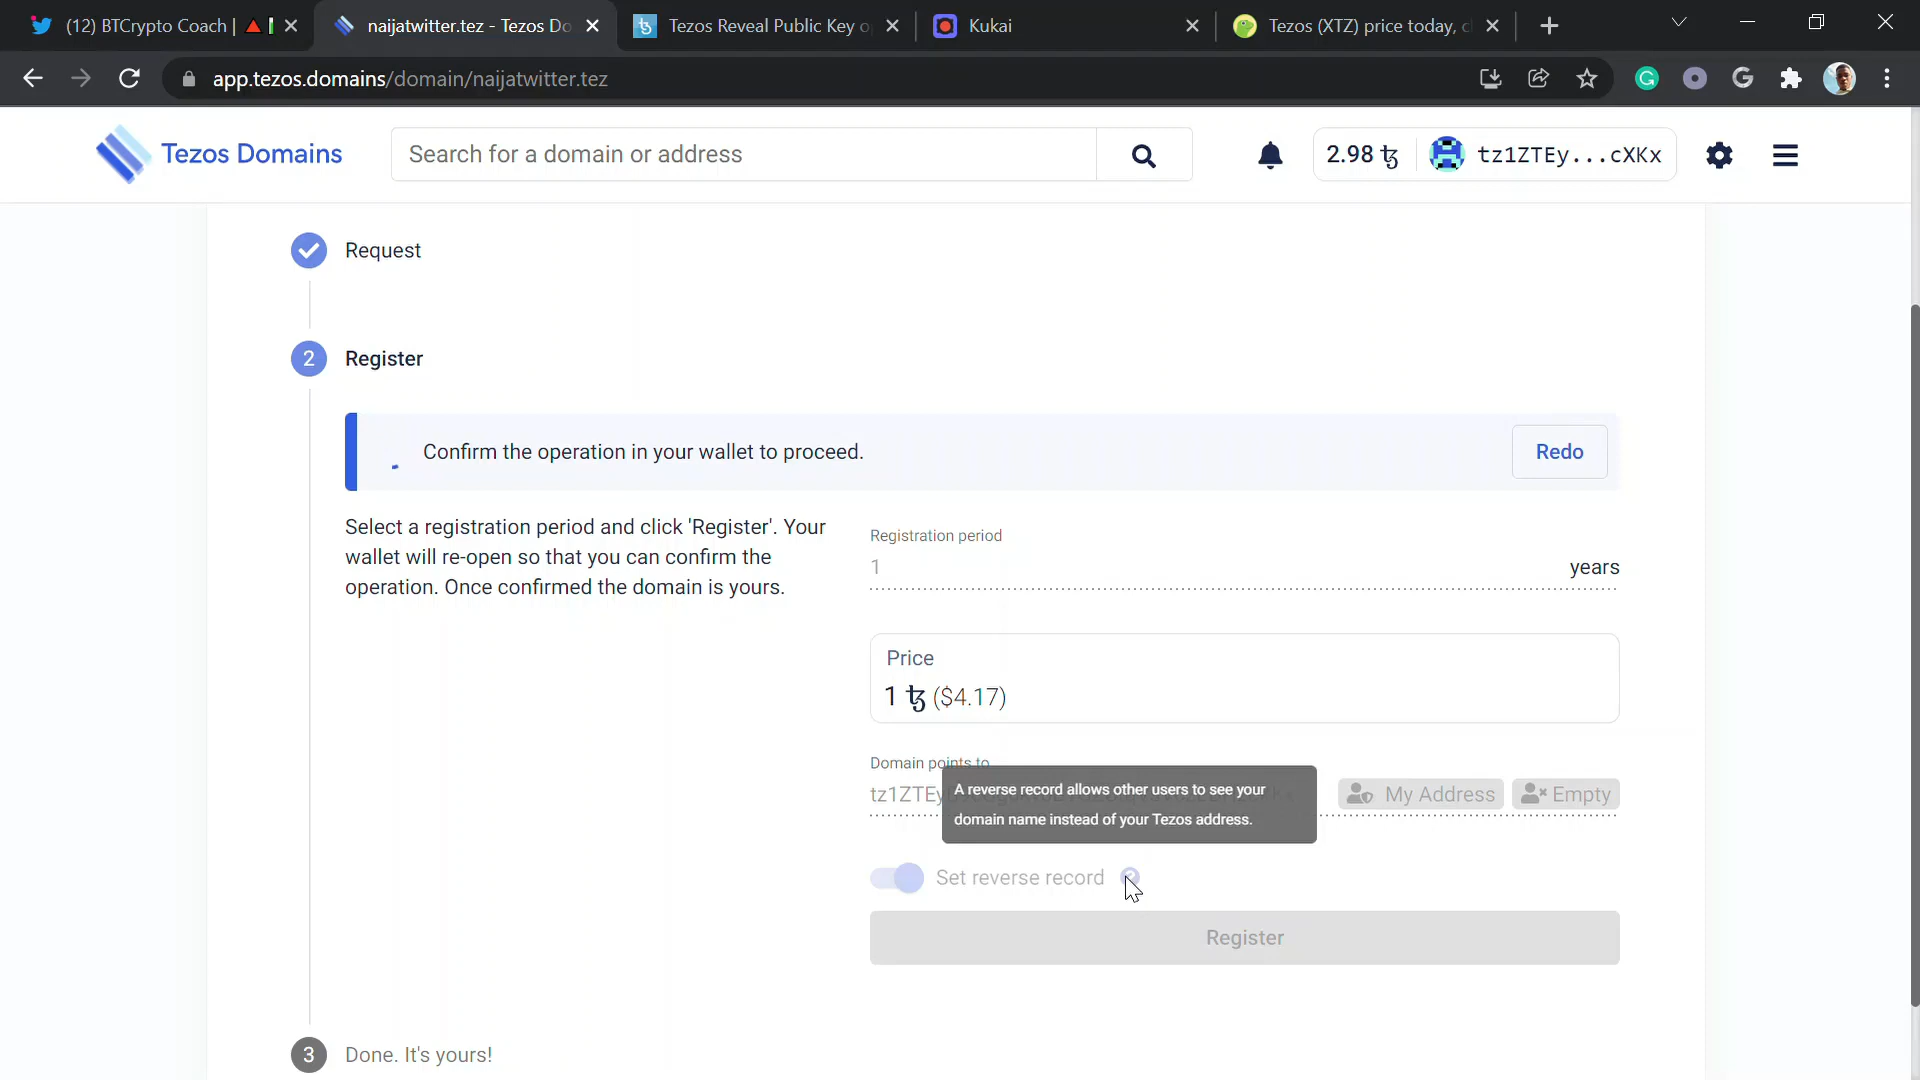 (12) BTCrypto Coach |
naijatwitter.tez - Tezos Do
Tezos Reveal Public Key o
Kukai
Tezos (XTZ) price today, c
app.tezos.domains/domain/naijatwitter.tez
Tezos Domains
Search for a domain or address
2.98 ꜩ
tz1ZTEy...cXKx
Request
2
Register
Confirm the operation in your wallet to proceed.
Redo
Select a registration period and click 'Register'. Your
wallet will re-open so that you can confirm the
operation. Once confirmed the domain is yours.
Registration period
1
years
Price
1 ꜩ ($4.17)
Domain points to
tz1ZTEy
A reverse record allows other users to see your
domain name instead of your Tezos address.
My Address
Empty
Set reverse record
Register
3
Done. It's yours!